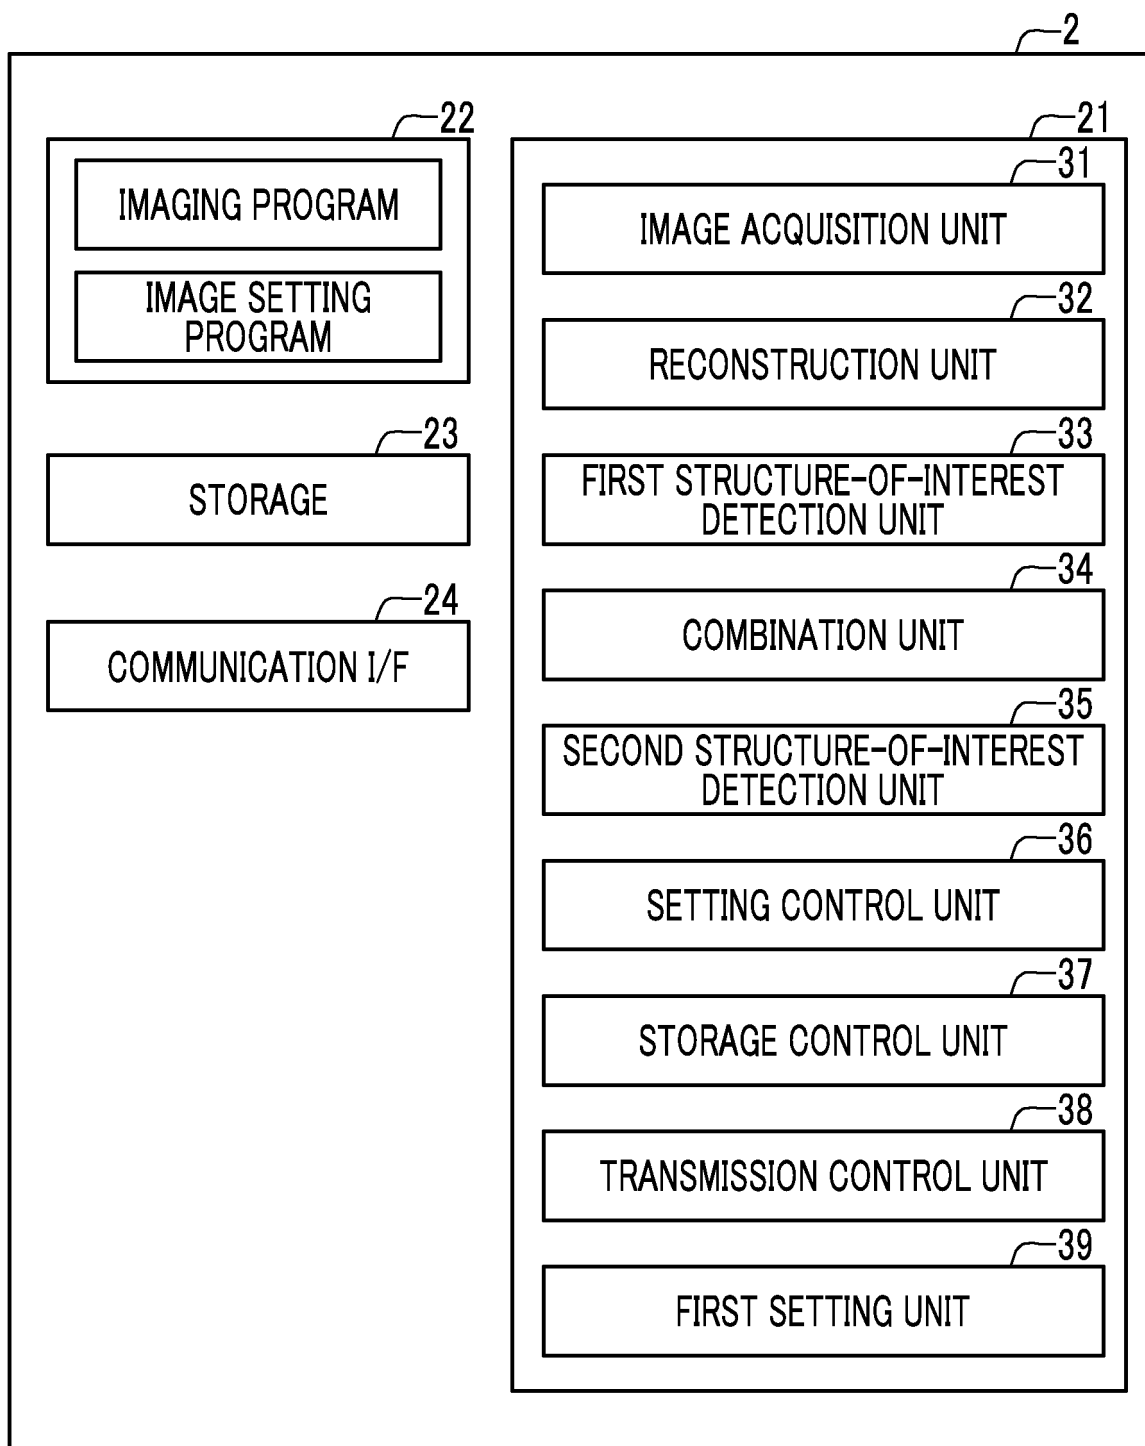 2
22
IMAGING PROGRAM
IMAGE SETTING
PROGRAM
23
STORAGE
24
COMMUNICATION I/F
21
31
IMAGE ACQUISITION UNIT
32
RECONSTRUCTION UNIT
33
FIRST STRUCTURE-OF-INTEREST
DETECTION UNIT
34
COMBINATION UNIT
35
SECOND STRUCTURE-OF-INTEREST
DETECTION UNIT
36
SETTING CONTROL UNIT
37
STORAGE CONTROL UNIT
38
TRANSMISSION CONTROL UNIT
39
FIRST SETTING UNIT